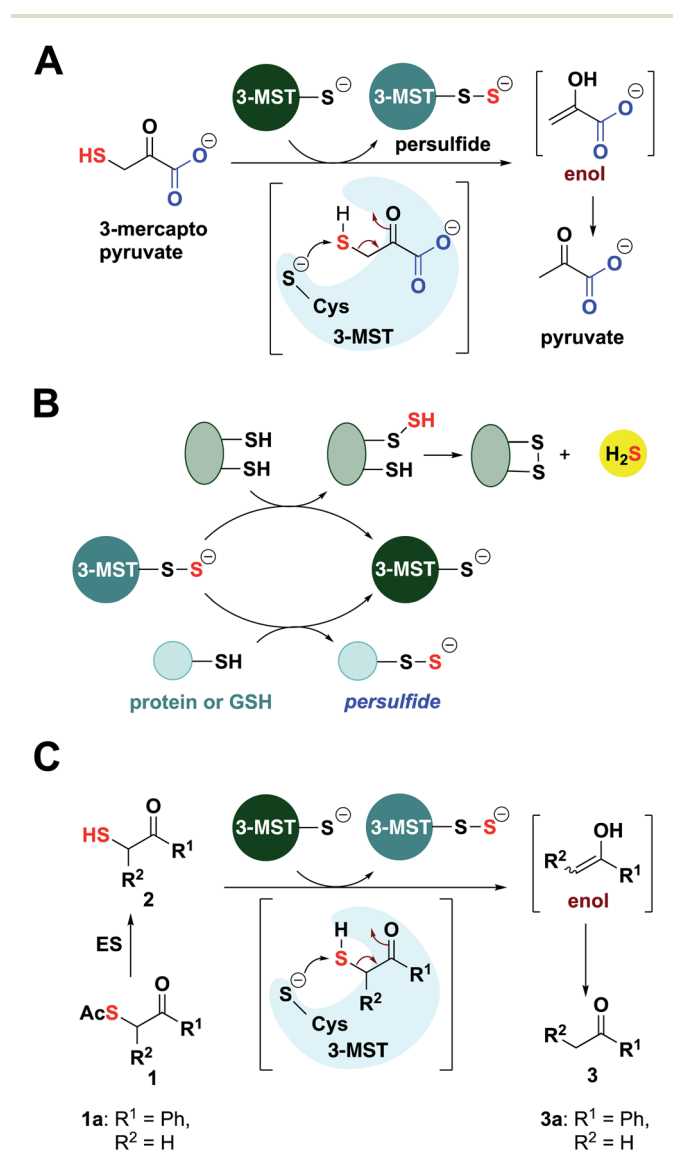 A
3-MST
S
⊖
3-MST
S
S
⊖
persulfide
HS
O
O
⊖
O
3-mercapto
pyruvate
OH
O
⊖
O
enol
H
S
O
O
⊖
O
S
⊖
Cys
3-MST
O
O
⊖
O
pyruvate
B
SH
SH
S
SH
SH
S
S
+
H₂S
3-MST
S
S
⊖
3-MST
S
⊖
SH
S
S
⊖
protein or GSH
persulfide
C
HS
O
R¹
R²
2
3-MST
S
⊖
3-MST
S
S
⊖
OH
R²
R¹
enol
ES
H
S
O
R¹
R²
S
⊖
Cys
3-MST
AcS
O
R¹
R²
1
O
R²
R¹
3
1a: R¹ = Ph,
R² = H
3a: R¹ = Ph,
R² = H